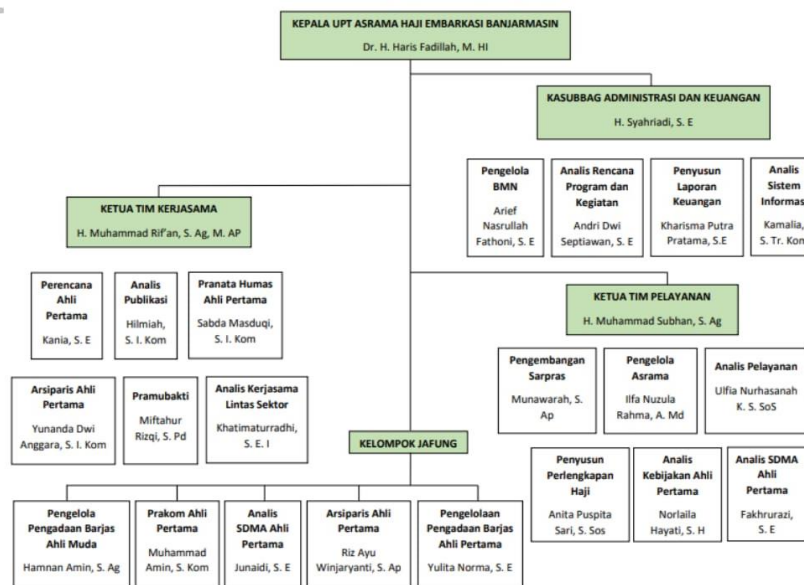 KEPALA UPT ASRAMA HAJI EMBARKASI BANJARMASIN
Dr. H. Haris Fadillah, M. HI
KASUBBAG ADMINISTRASI DAN KEUANGAN
H. Syahriadi, S. E
Pengelola
BMN
Arief
Nasrullah
Fathoni, S. E
Analis Rencana
Program dan
Kegiatan
Andri Dwi
Septiawan, S. E
Penyusun
Laporan
Keuangan
Kharisma Putra
Pratama, S.E
Analis
Sistem
Informas
Kamalia,
S. Tr. Kom
KETUA TIM KERJASAMA
H. Muhammad Rif'an, S. Ag, M. AP
Perencana
Ahli
Pertama
Kania, S. E
Analis
Publikasi
Hilmiah,
S. I. Kom
Pranata Humas
Ahli Pertama
Sabda Masduqi,
S. I. Kom
Arsiparis Ahli
Pertama
Yunanda Dwi
Anggara, S. I. Kom
Pramubakti
Miftahur
Rizqi, S. Pd
Analis Kerjasama
Lintas Sektor
Khatimaturradhi,
S. E. I
KETUA TIM PELAYANAN
H. Muhammad Subhan, S. Ag
Pengembangan
Sarpras
Munawarah, S.
Ap
Pengelola
Asrama
Ilfa Nuzula
Rahma, A. Md
Analis Pelayanan
Ulfia Nurhasanah
K. S. SoS
Penyusun
Perlengkapan
Haji
Anita Puspita
Sari, S. Sos
Analis
Kebijakan Ahli
Pertama
Norlaila
Hayati, S. H
Analis SDMA
Ahli
Pertama
Fakhrurazi,
S. E
KELOMPOK JAFUNG
Pengelola
Pengadaan Barjas
Ahli Muda
Hamnan Amin, S. Ag
Prakom Ahli
Pertama
Muhammad
Amin, S. Kom
Analis
SDMA Ahli
Pertama
Junaidi, S. E
Arsiparis Ahli
Pertama
Riz Ayu
Winjaryanti, S. Ap
Pengelolaan
Pengadaan Barjas
Ahli Pertama
Yulita Norma, S. E